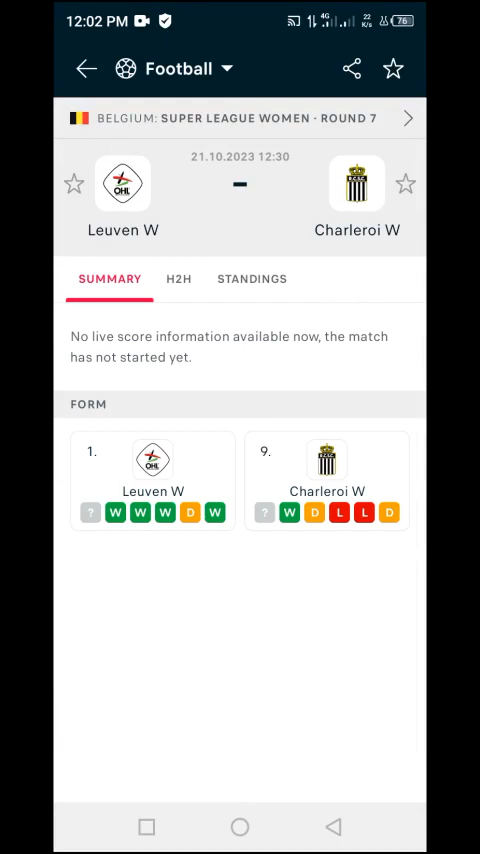 12:02 PM 4G 22 K/s 76
Football
BELGIUM: SUPER LEAGUE WOMEN - ROUND 7
21.10.2023 12:30
OHL R.C.S.C.
-
Leuven W Charleroi W
SUMMARY H2H STANDINGS
No live score information available now, the match
has not started yet.
FORM
1. OHL 9.
Leuven W Charleroi W
? W W W D W ? W D L L D